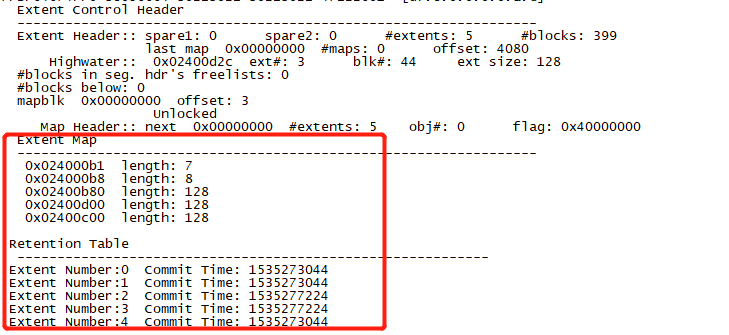 Extent Control Header
-----------------------------------------------------------------
Extent Header:: spare1: 0 spare2: 0 #extents: 5 #blocks: 399
last map 0x00000000 #maps: 0 offset: 4080
Highwater:: 0x02400d2c ext#: 3 blk#: 44 ext size: 128
#blocks in seg. hdr's freelists: 0
#blocks below: 0
mapblk 0x00000000 offset: 3
Unlocked
Map Header:: next 0x00000000 #extents: 5 obj#: 0 flag: 0x40000000
Extent Map
-----------------------------------------------------------------
0x024000b1 length: 7
0x024000b8 length: 8
0x02400b80 length: 128
0x02400d00 length: 128
0x02400c00 length: 128
Retention Table
-----------------------------------------------------------
Extent Number:0 Commit Time: 1535273044
Extent Number:1 Commit Time: 1535273044
Extent Number:2 Commit Time: 1535277224
Extent Number:3 Commit Time: 1535277224
Extent Number:4 Commit Time: 1535273044